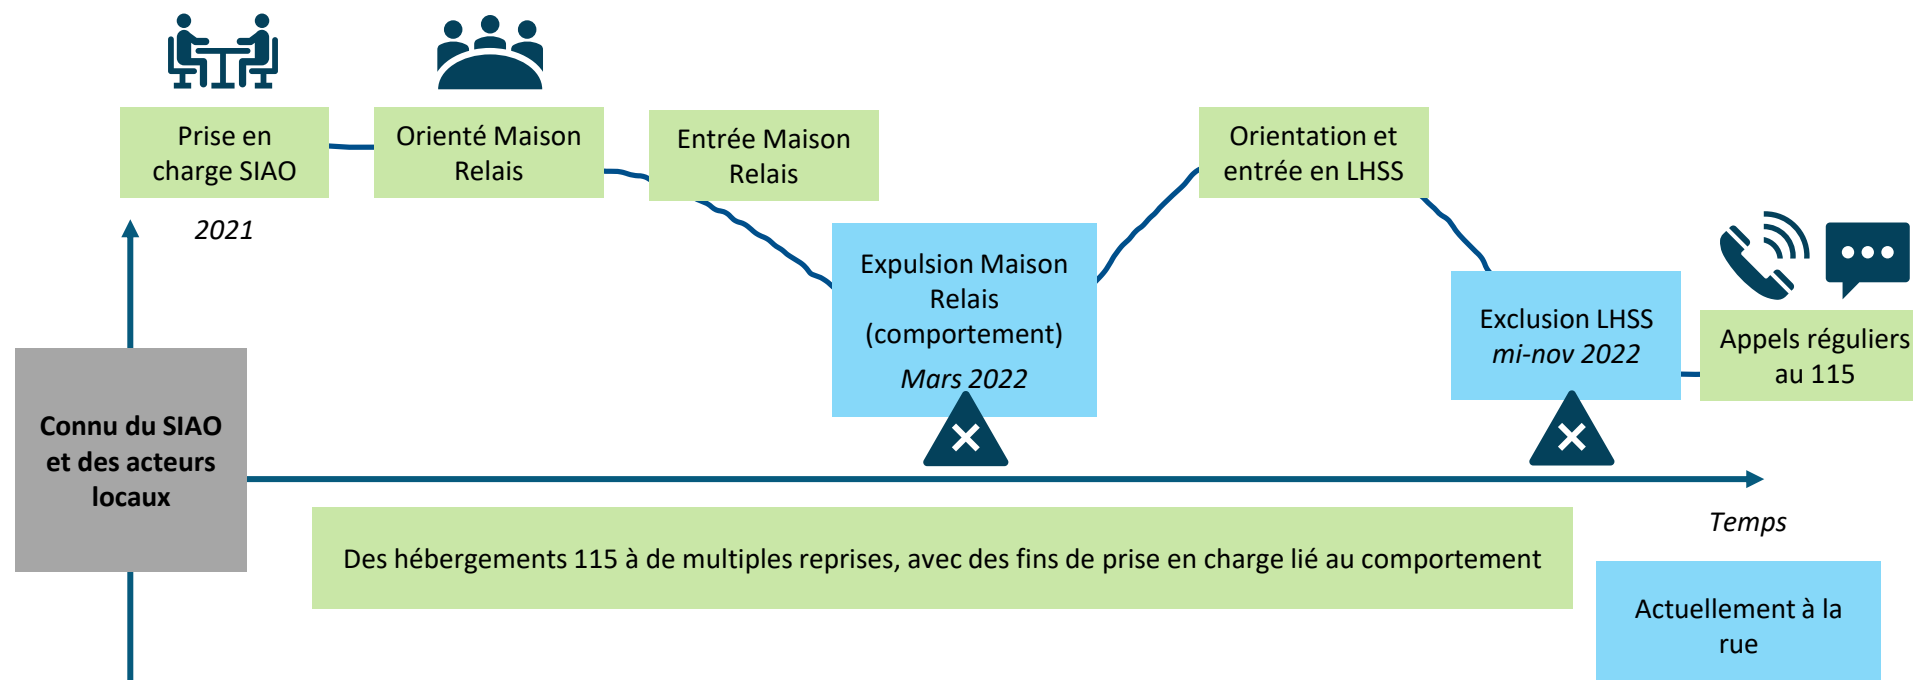 Prise en
charge SIAO
2021
Orienté Maison
Relais
Entrée Maison
Relais
Expulsion Maison
Relais
(comportement)
Mars 2022
Orientation et
entrée en LHSS
Exclusion LHSS
mi-nov 2022
Appels réguliers
au 115
Connu du SIAO
et des acteurs
locaux
Temps
Des hébergements 115 à de multiples reprises, avec des fins de prise en charge lié au comportement
Actuellement à la
rue